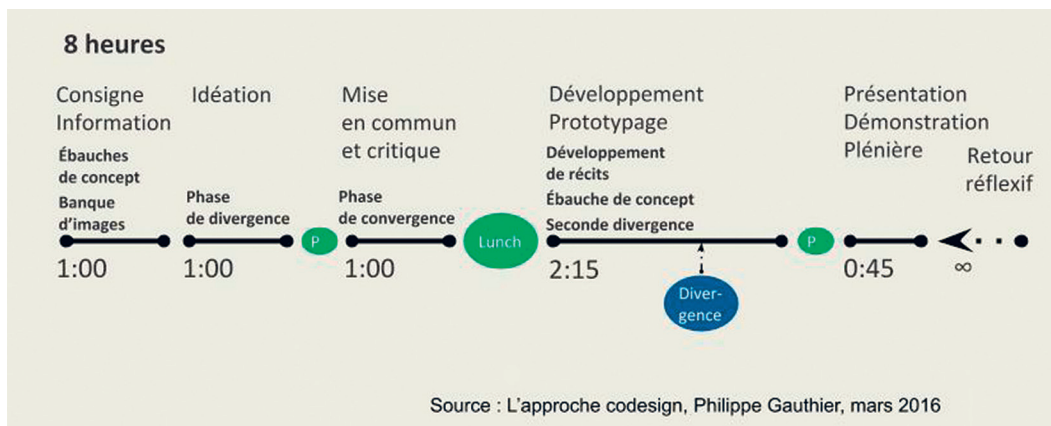 8 heures
Consigne
Information
Ébauches
de concept
Banque
d'images
1:00
Idéation
Phase
de divergence
1:00
P
Mise
en commun
et critique
Phase
de convergence
1:00
Lunch
Développement
Prototypage
Développement
de récits
Ébauche de concept
Seconde divergence
2:15
Diver-
gence
P
Présentation
Démonstration
Plénière
0:45
Retour
réflexif
∞
Source : L'approche codesign, Philippe Gauthier, mars 2016